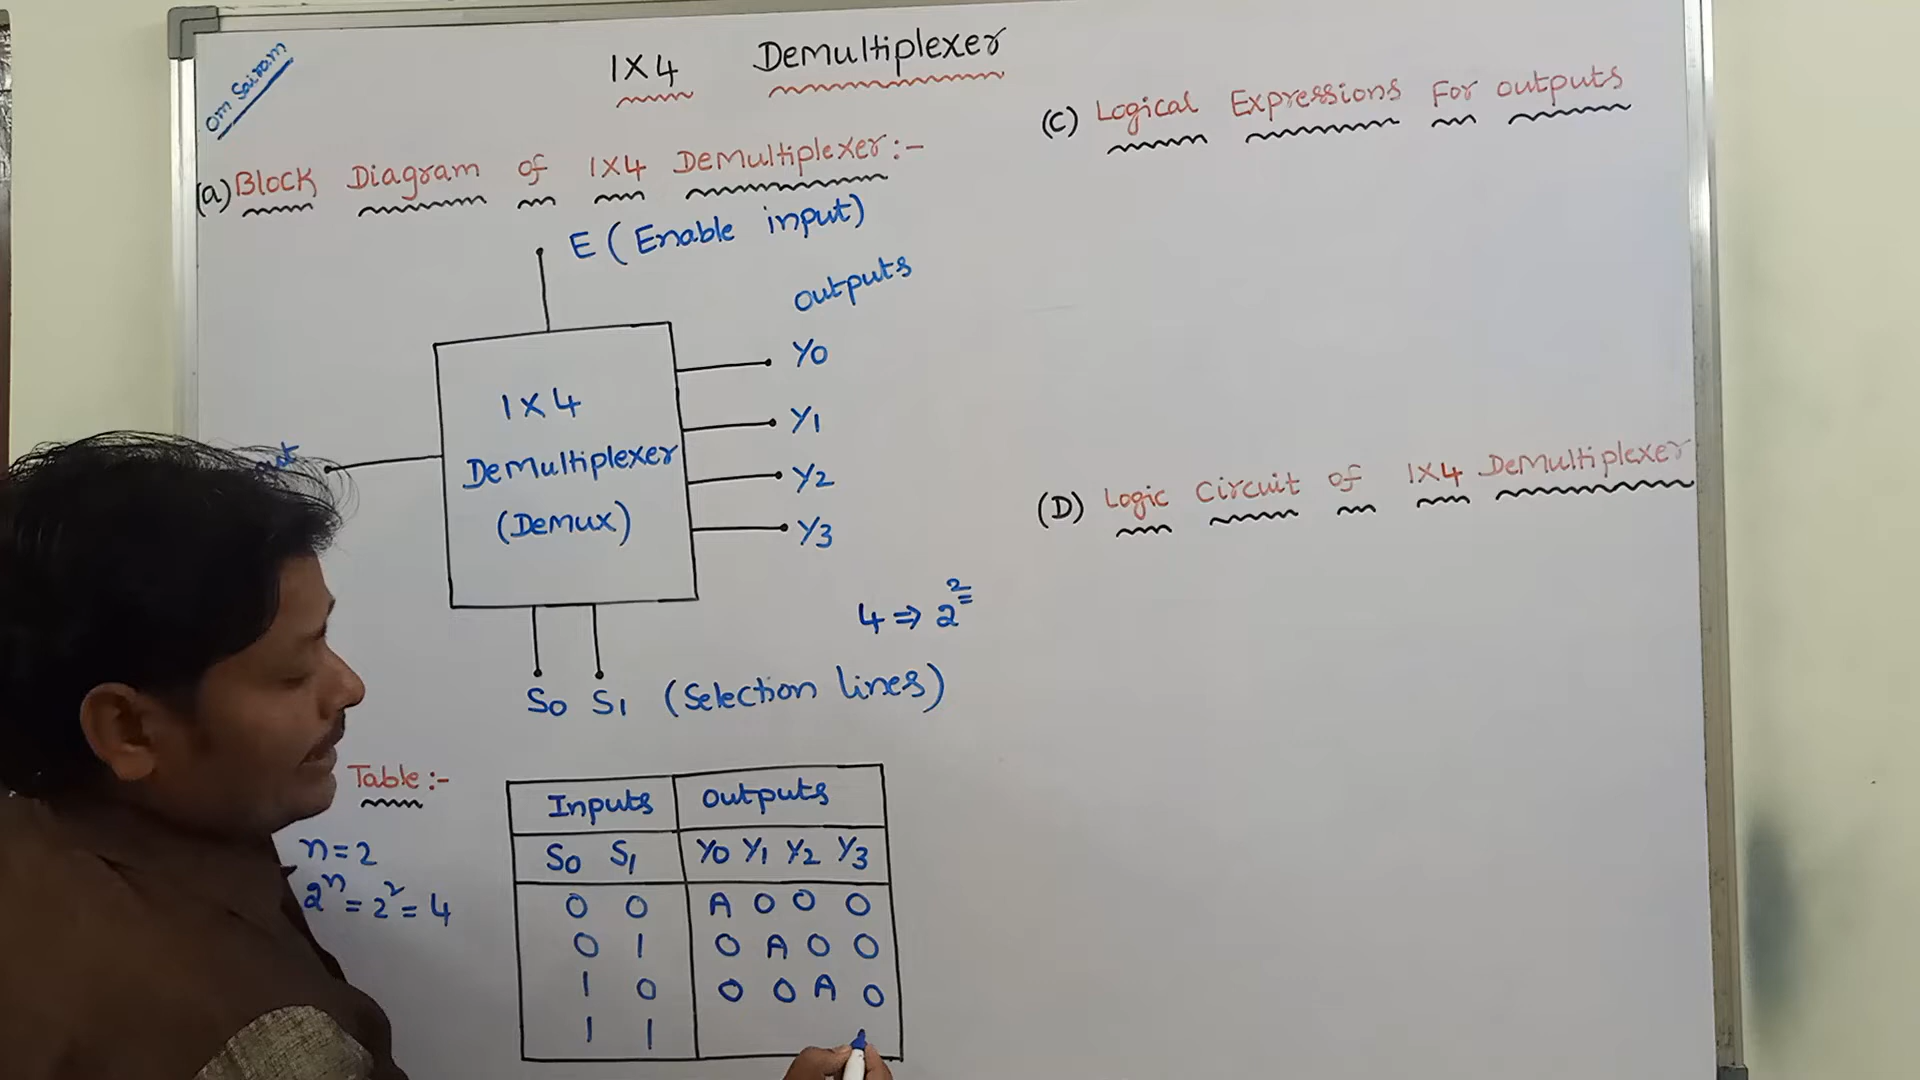 Om Sairam
1X4 Demultiplexer
(a) Block Diagram of 1X4 Demultiplexer:-
E (Enable input)
outputs
Y0
Y1
Y2
Y3
1X4
Demultiplexer
(Demux)
4 ⇒ 2²
S0 S1 (Selection lines)
Table:-
n=2
2ⁿ = 2² = 4
Inputs Outputs
S0 S1 Y0 Y1 Y2 Y3
0 0 A 0 0 0
0 1 0 A 0 0
1 0 0 0 A 0
1 1
(C) Logical Expressions For outputs
(D) Logic Circuit of 1X4 Demultiplexer